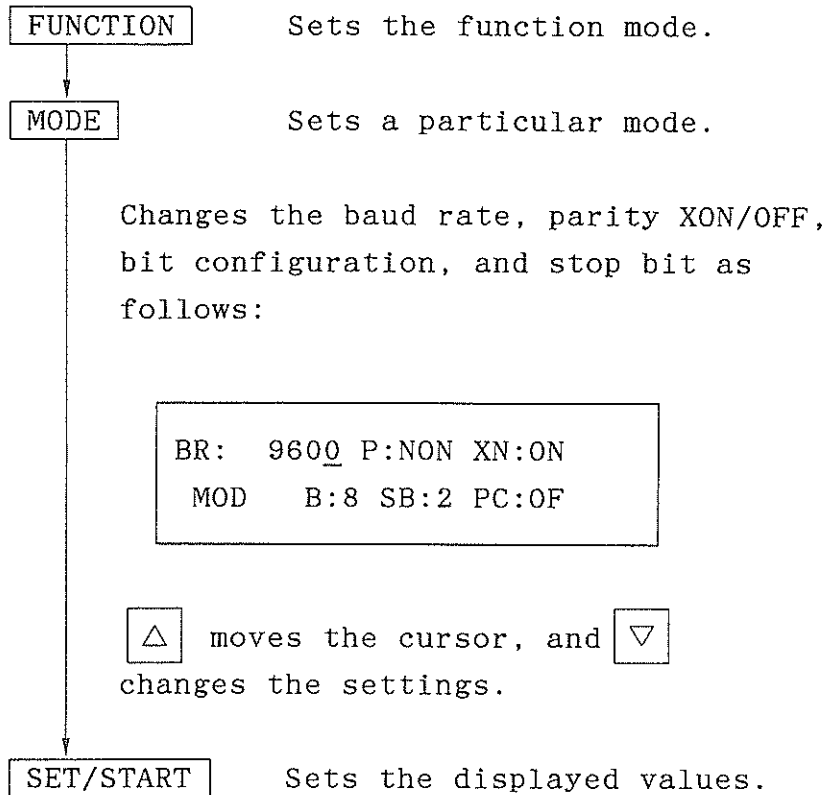 FUNCTION Sets the function mode.
MODE Sets a particular mode.
Changes the baud rate, parity XON/OFF,
bit configuration, and stop bit as
follows:
BR: 9600 P:NON XN:ON
MOD B:8 SB:2 PC:OF
△ moves the cursor, and ▽
changes the settings.
SET/START Sets the displayed values.